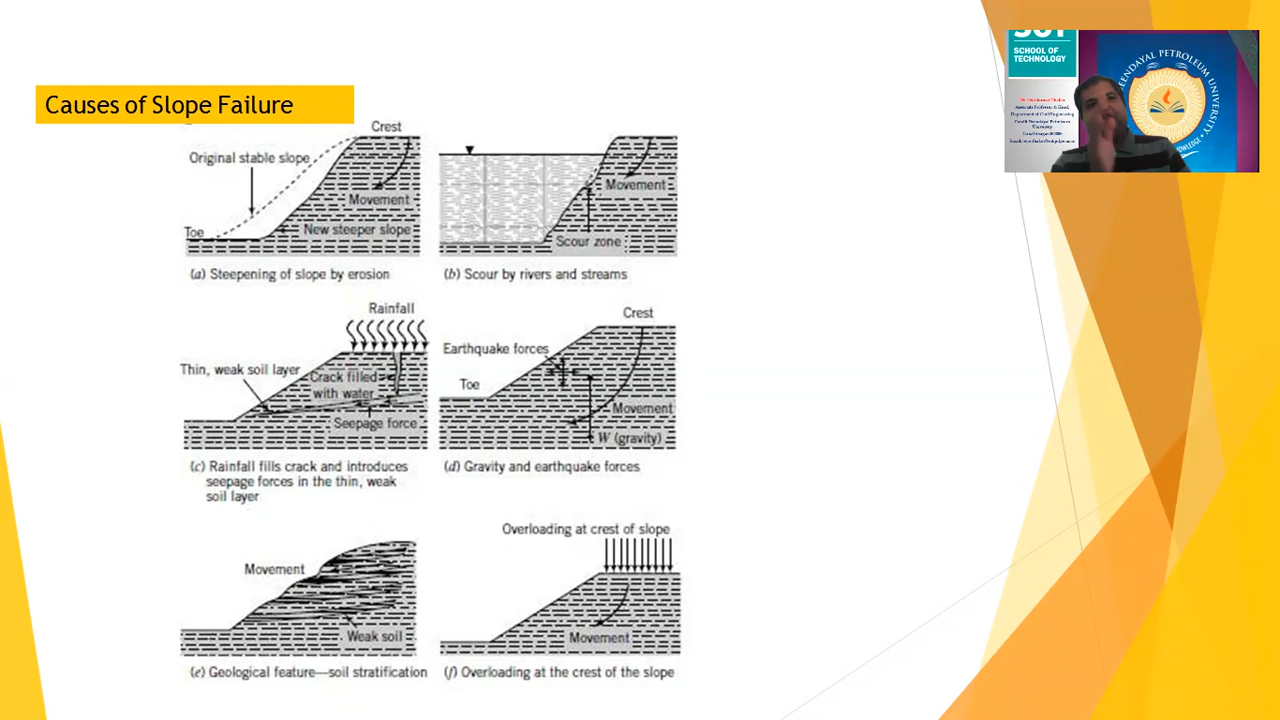 Causes of Slope Failure
Crest
Original stable slope
Movement
Toe
New steeper slope
(a) Steepening of slope by erosion
Movement
Scour zone
(b) Scour by rivers and streams
Rainfall
Thin, weak soil layer
Crack filled
with water
Seepage force
(c) Rainfall fills crack and introduces
seepage forces in the thin, weak
soil layer
Crest
Earthquake forces
Toe
Movement
W (gravity)
(d) Gravity and earthquake forces
Movement
Weak soil
(e) Geological feature—soil stratification
Overloading at crest of slope
Movement
(f) Overloading at the crest of the slope
SCHOOL OF
TECHNOLOGY
PETROLEUM UNIVERSITY